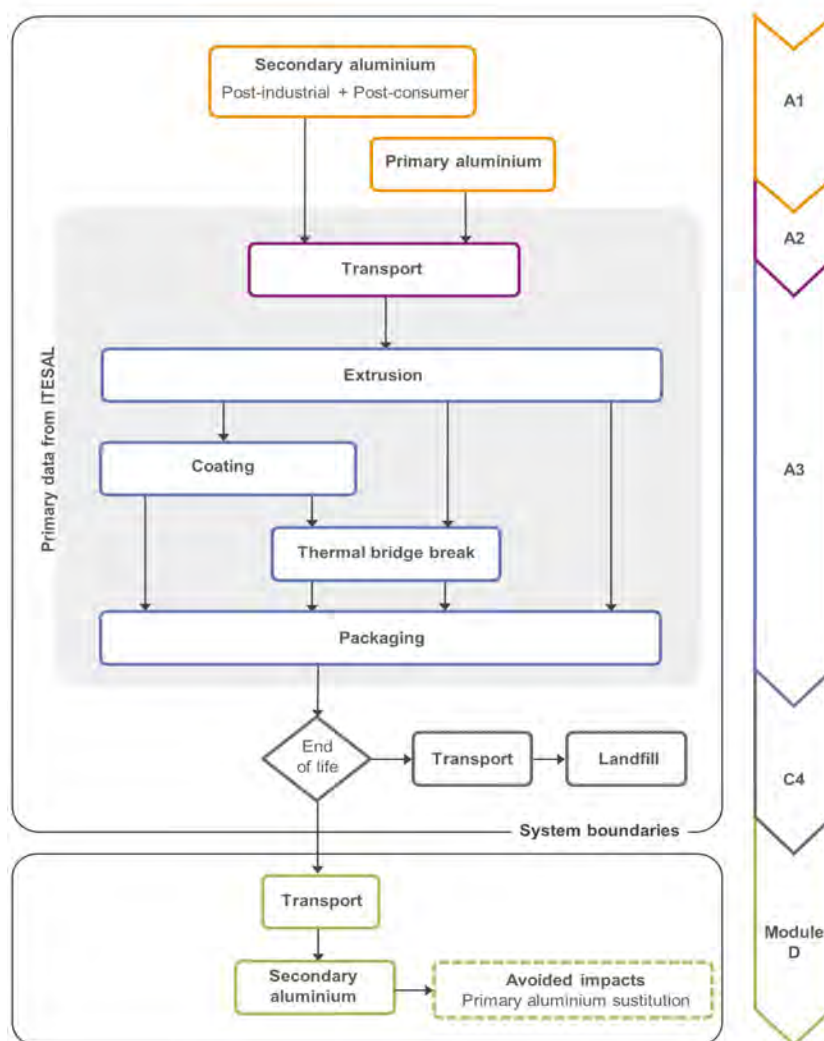 Secondary aluminium
Post-industrial + Post-consumer
A1
Primary aluminium
A2
Transport
Primary data from ITESAL
Extrusion
Coating
A3
Thermal bridge break
Packaging
End
of life
Transport
Landfill
C4
System boundaries
Transport
Module
D
Secondary
aluminium
Avoided impacts
Primary aluminium sustitution